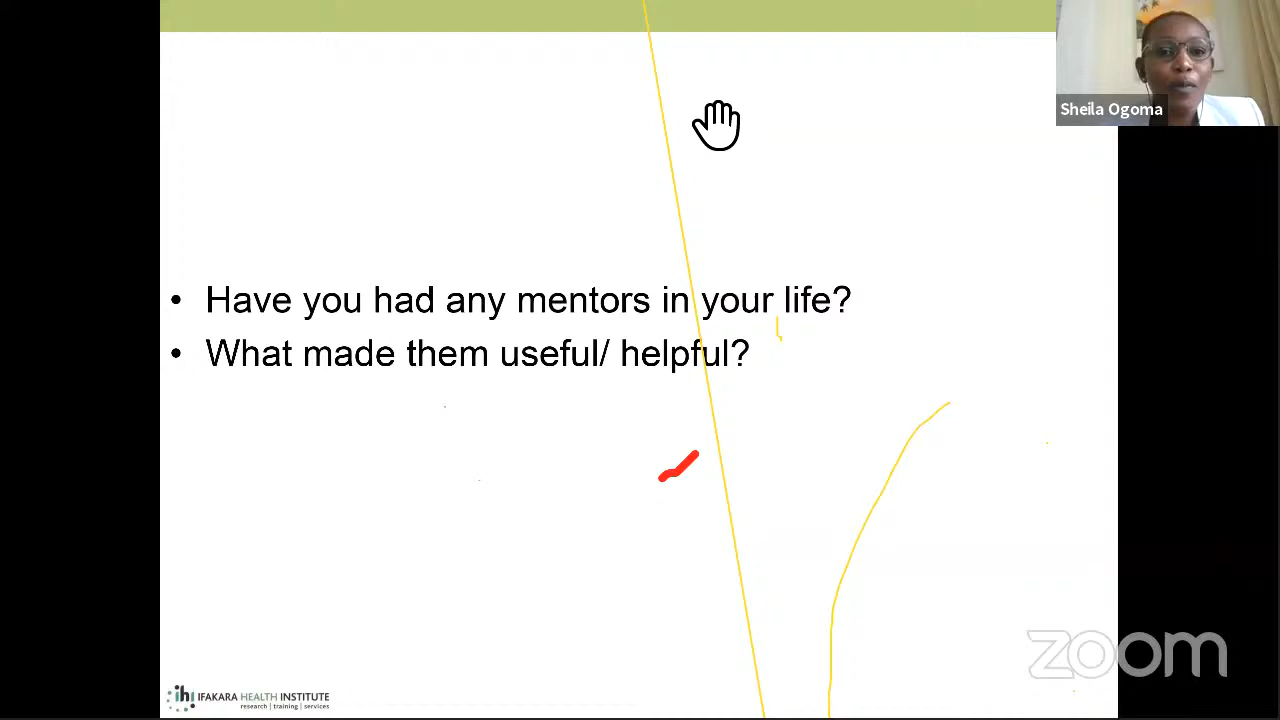 Sheila Ogoma
• Have you had any mentors in your life?
• What made them useful/ helpful?
zoom
ihi IFAKARA HEALTH INSTITUTE
research | training | services